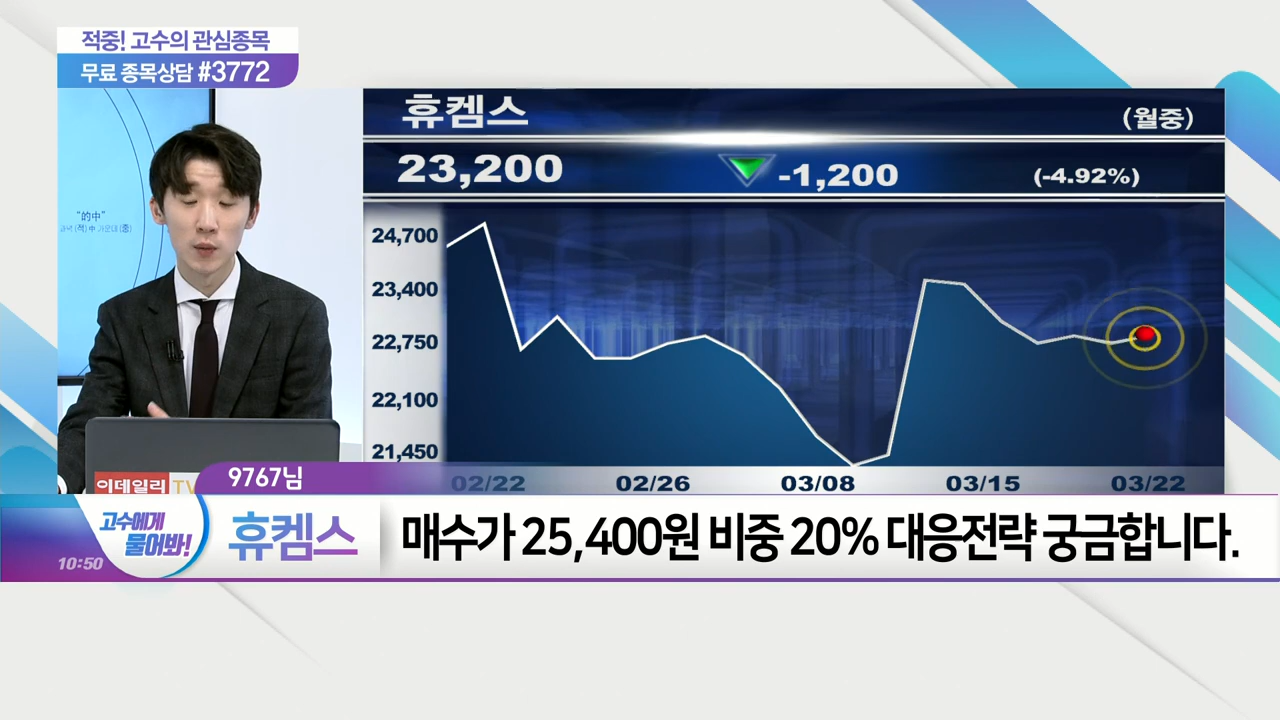 적중! 고수의 관심종목
무료 종목상담 #3772
휴켐스
(월중)
23,200
-1,200
(-4.92%)
24,700
23,400
22,750
22,100
21,450
02/22
02/26
03/08
03/15
03/22
"的中"
이데일리 TV
9767님
고수에게
물어봐!
10:50
휴켐스
매수가 25,400원 비중 20% 대응전략 궁금합니다.